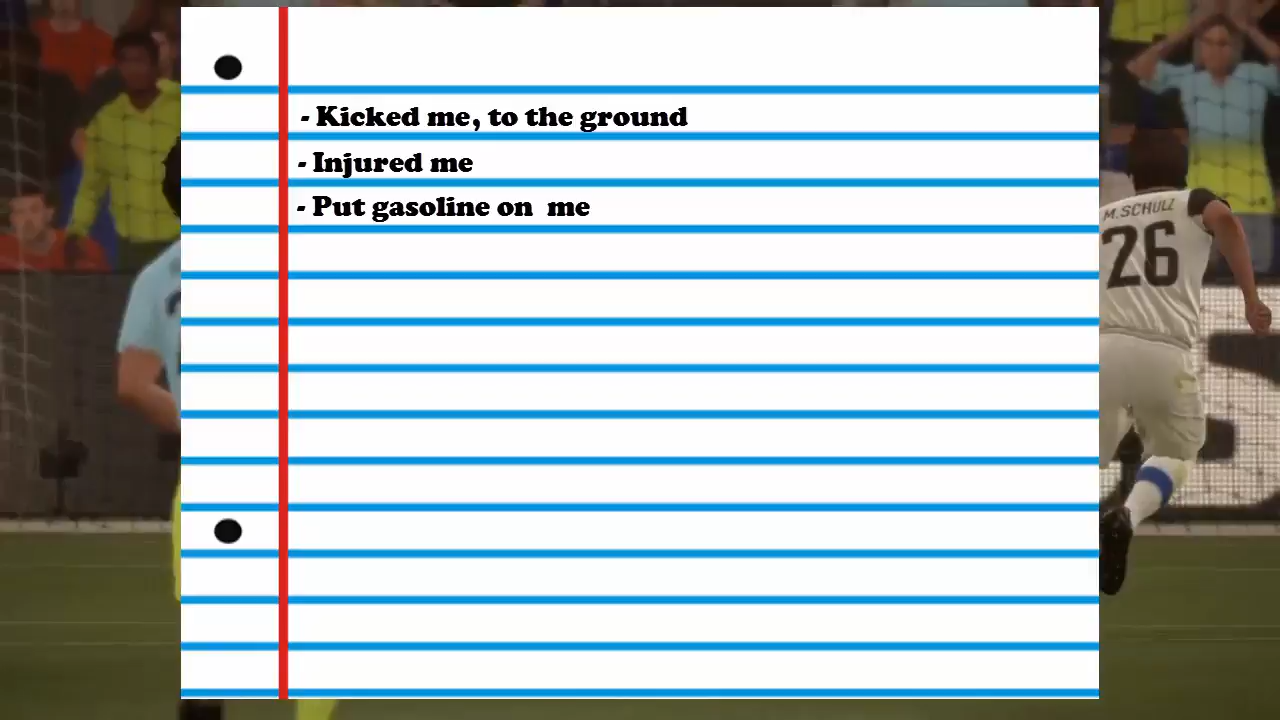 - Kicked me, to the ground
- Injured me
- Put gasoline on  me
M.SCHULZ
26